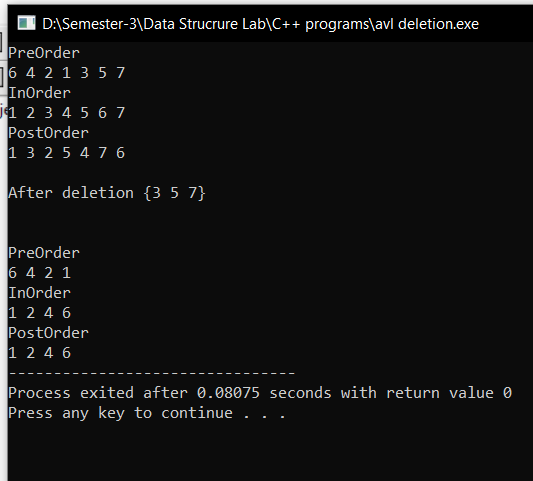 D:\Semester-3\Data Strucrure Lab\C++ programs\avl deletion.exe
PreOrder
6 4 2 1 3 5 7
InOrder
1 2 3 4 5 6 7
PostOrder
1 3 2 5 4 7 6
After deletion {3 5 7}
PreOrder
6 4 2 1
InOrder
1 2 4 6
PostOrder
1 2 4 6
--------------------------------
Process exited after 0.08075 seconds with return value 0
Press any key to continue . . .